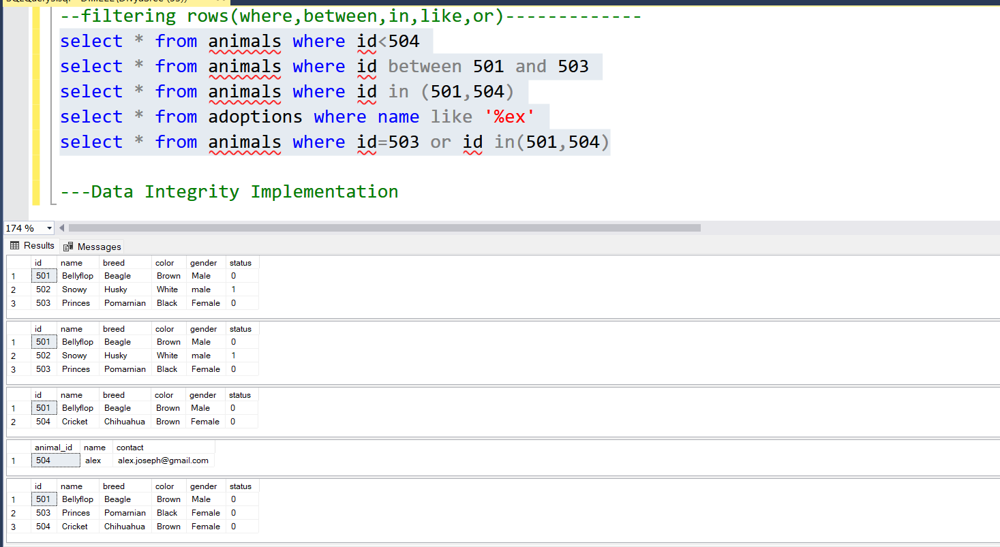 --filtering rows(where,between,in,like,or)-------------
select * from animals where id<504
select * from animals where id between 501 and 503
select * from animals where id in (501,504)
select * from adoptions where name like '%ex'
select * from animals where id=503 or id in(501,504)
---Data Integrity Implementation
174 %
Results Messages
id name breed color gender status
1 501 Bellyflop Beagle Brown Male 0
2 502 Snowy Husky White male 1
3 503 Princes Pomarnian Black Female 0
id name breed color gender status
1 501 Bellyflop Beagle Brown Male 0
2 502 Snowy Husky White male 1
3 503 Princes Pomarnian Black Female 0
id name breed color gender status
1 501 Bellyflop Beagle Brown Male 0
2 504 Cricket Chihuahua Brown Female 0
animal_id name contact
1 504 alex alex.joseph@gmail.com
id name breed color gender status
1 501 Bellyflop Beagle Brown Male 0
2 503 Princes Pomarnian Black Female 0
3 504 Cricket Chihuahua Brown Female 0